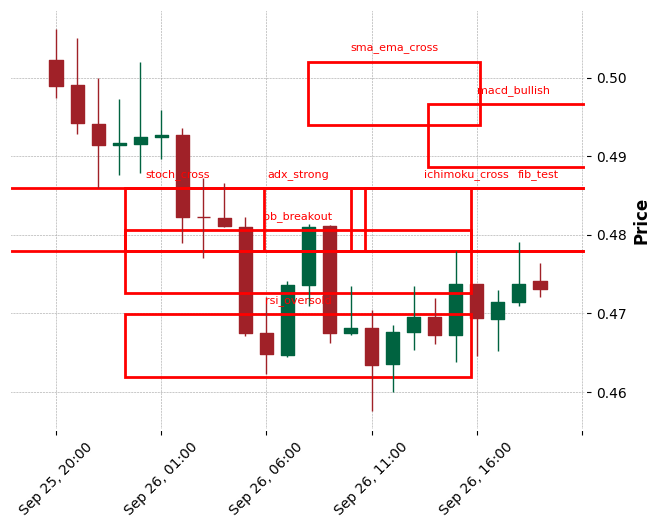 sma_ema_cross
macd_bullish
0.50
0.49
stoch_cross
adx_strong
ichimoku_cross
fib_test
bb_breakout
0.48
Price
rsi_oversold
0.47
0.46
Sep 25, 20:00
Sep 26, 01:00
Sep 26, 06:00
Sep 26, 11:00
Sep 26, 16:00